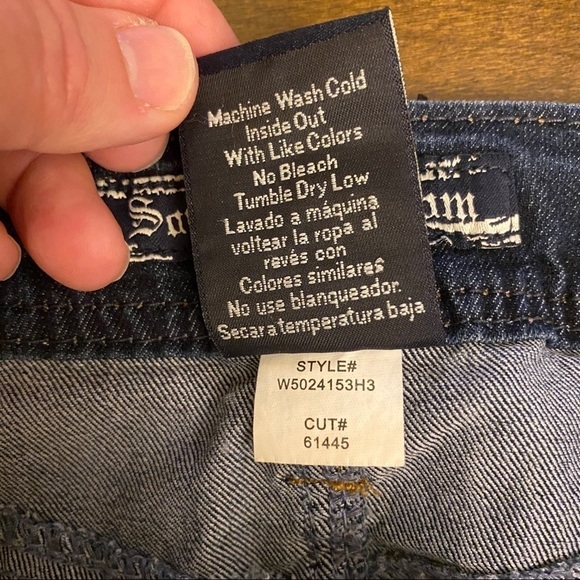 Machine Wash Cold
Inside Out
With Like Colors
No Bleach
Tumble Dry Low
Lavado a máquina
voltear la ropa al
revés con
Colores similares
No use blanqueador.
Secara temperatura baja
STYLE#
W5024153H3
CUT#
61445